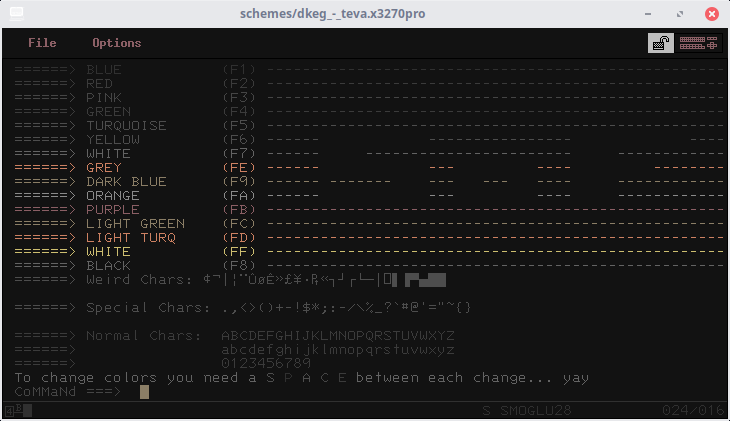 schemes/dkeg_-_teva.x3270pro
File Options
======> BLUE (F1) --------------------------------------------------------
======> RED (F2) --------------------------------------------------------
======> PINK (F3) --------------------------------------------------------
======> GREEN (F4) --------------------------------------------------------
======> TURQUOISE (F5) --------------------------------------------------------
======> YELLOW (F6) ------ ----- --- -------- --------
======> WHITE (F7) ------ ----- --- -------- ------------
======> GREY (FE) ------ --- ------ --------
======> DARK BLUE (F9) ------ ------- ----- ------- ------------
======> ORANGE (FA) ------ ----- --- ------- ------------
======> PURPLE (FB) --------------------------------------------------------
======> LIGHT GREEN (FC) --------------------------------------------------------
======> LIGHT TURQ (FD) --------------------------------------------------------
======> WHITE (FF) --------------------------------------------------------
======> BLACK (F8) --------------------------------------------------------
======> Weird Chars:
======> Special Chars: .,<>()+-!$*;:-/\%_?`#@'="~{}
======> Normal Chars: ABCDEFGHIJKLMNOPQRSTUVWXYZ
======> abcdefghijklmnopqrstuvwxyz
======> 0123456789
To change colors you need a S P A C E between each change... yay
CoMMaNd ===>
S SMOGLU28 024/016